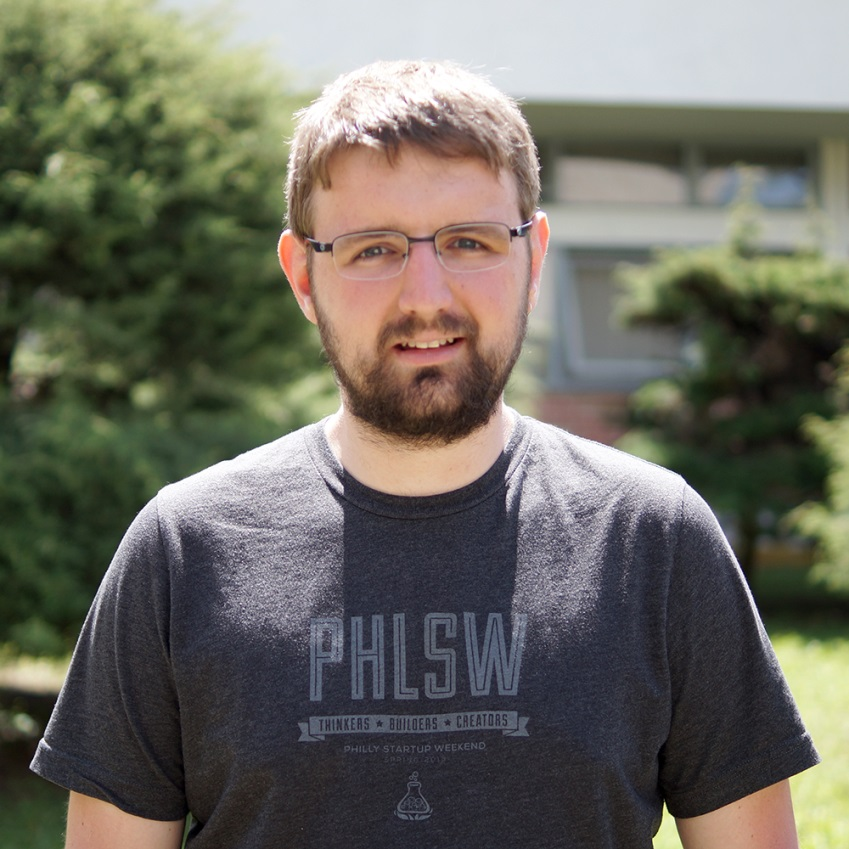 PHLSW
THINKERS ★ BUILDERS ★ CREATORS
PHILLY STARTUP WEEKEND